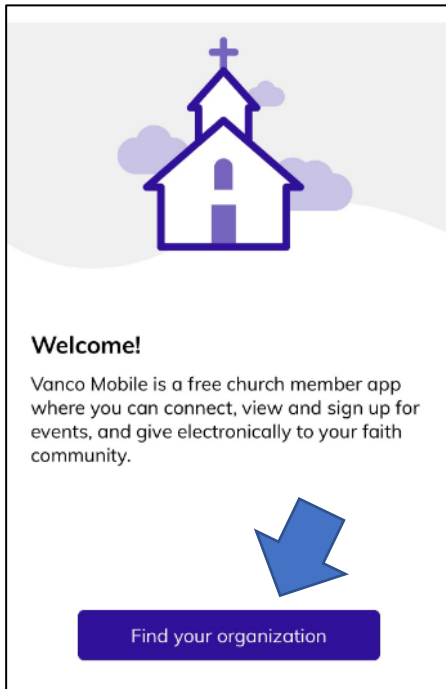 Welcome!
Vanco Mobile is a free church member app
where you can connect, view and sign up for
events, and give electronically to your faith
community.
Find your organization